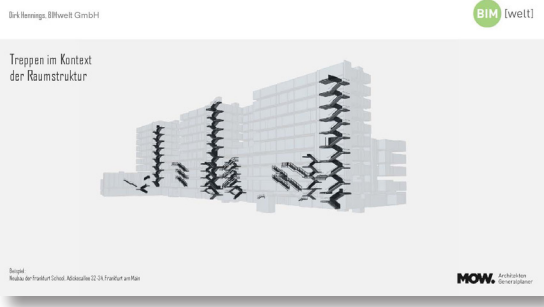 Dirk Hennings, BIMwelt GmbH
BIM [welt]
Treppen im Kontext
der Raumstruktur
Beispiel
Neubau der Frankfurt School, Adickesallee 32-34, Frankfurt am Main
MOW. Architekten
Generalplaner